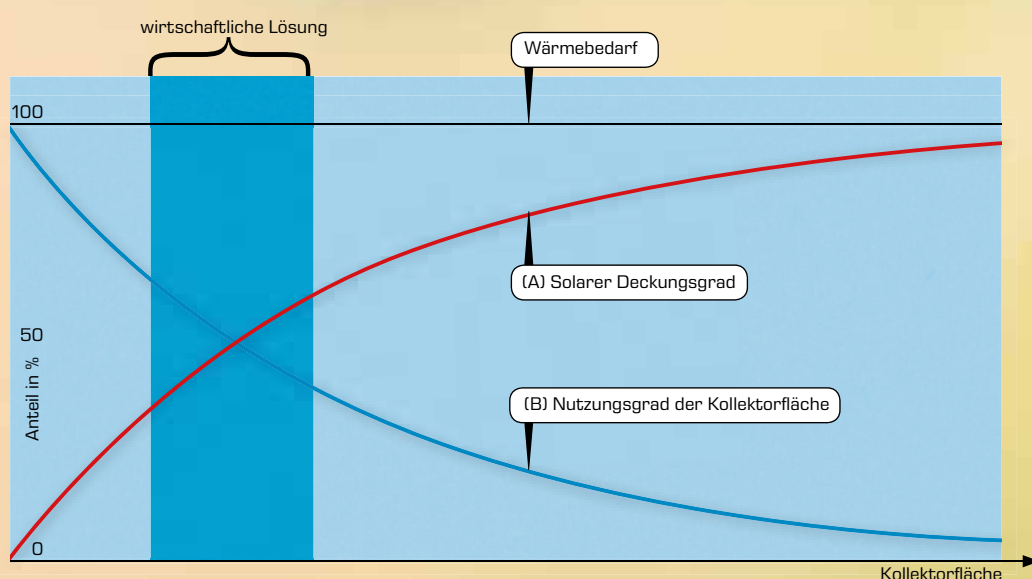 wirtschaftliche Lösung
Wärmebedarf
100
(A) Solarer Deckungsgrad
50
Anteil in %
(B) Nutzungsgrad der Kollektorfläche
0
Kollektorfläche